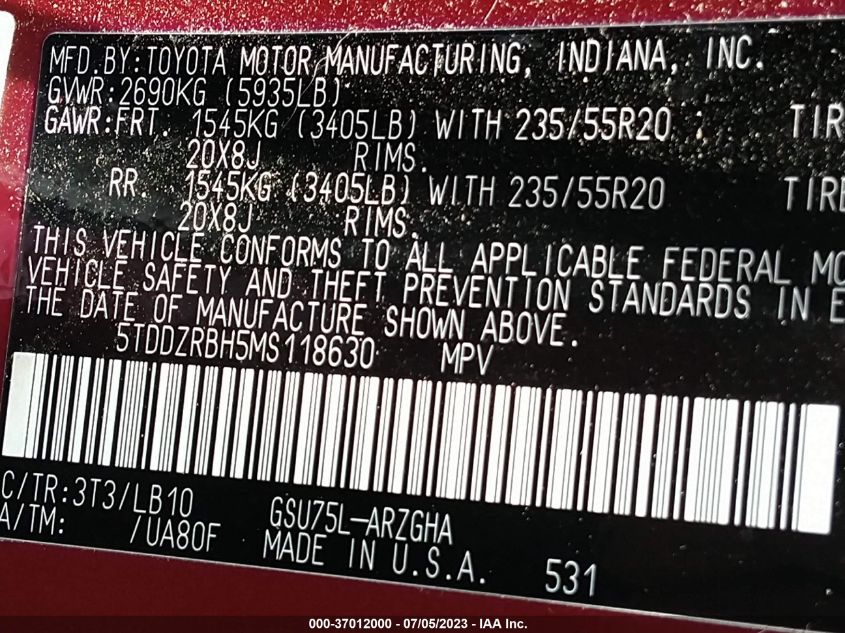 MFD.BY:TOYOTA MOTOR MANUFACTURING, INDIANA, INC.
GVWR:2690KG (5935LB)
GAWR:FRT. 1545KG (3405LB) WITH 235/55R20 TIR
20X8J RIMS.
RR. 1545KG (3405LB) WITH 235/55R20 TIRE
20X8J RIMS.
THIS VEHICLE CONFORMS TO ALL APPLICABLE FEDERAL MO
VEHICLE SAFETY AND THEFT PREVENTION STANDARDS IN E
THE DATE OF MANUFACTURE SHOWN ABOVE.
5TDDZRBH5MS118630 MPV
C/TR:3T3/LB10 GSU75L-ARZGHA
A/TM: /UA80F MADE IN U.S.A. 531
000-37012000 - 07/05/2023 - IAA Inc.